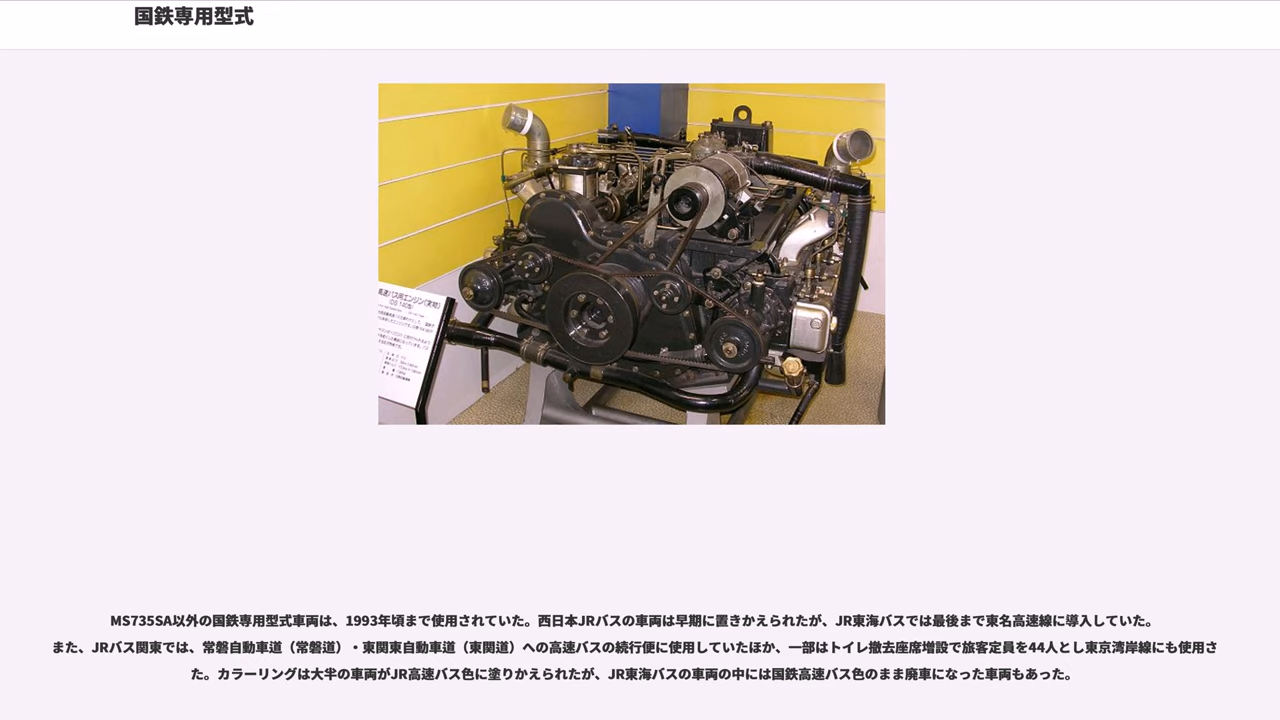 国鉄専用型式
高速バス用エンジン(実物)
MS735SA以外の国鉄専用型式車両は、1993年頃まで使用されていた。西日本JRバスの車両は早期に置きかえられたが、JR東海バスでは最後まで東名高速線に導入していた。
また、JRバス関東では、常磐自動車道（常磐道）・東関東自動車道（東関道）への高速バスの続行便に使用していたほか、一部はトイレ撤去座席増設で旅客定員を44人とし東京湾岸線にも使用さ
た。カラーリングは大半の車両がJR高速バス色に塗りかえられたが、JR東海バスの車両の中には国鉄高速バス色のまま廃車になった車両もあった。